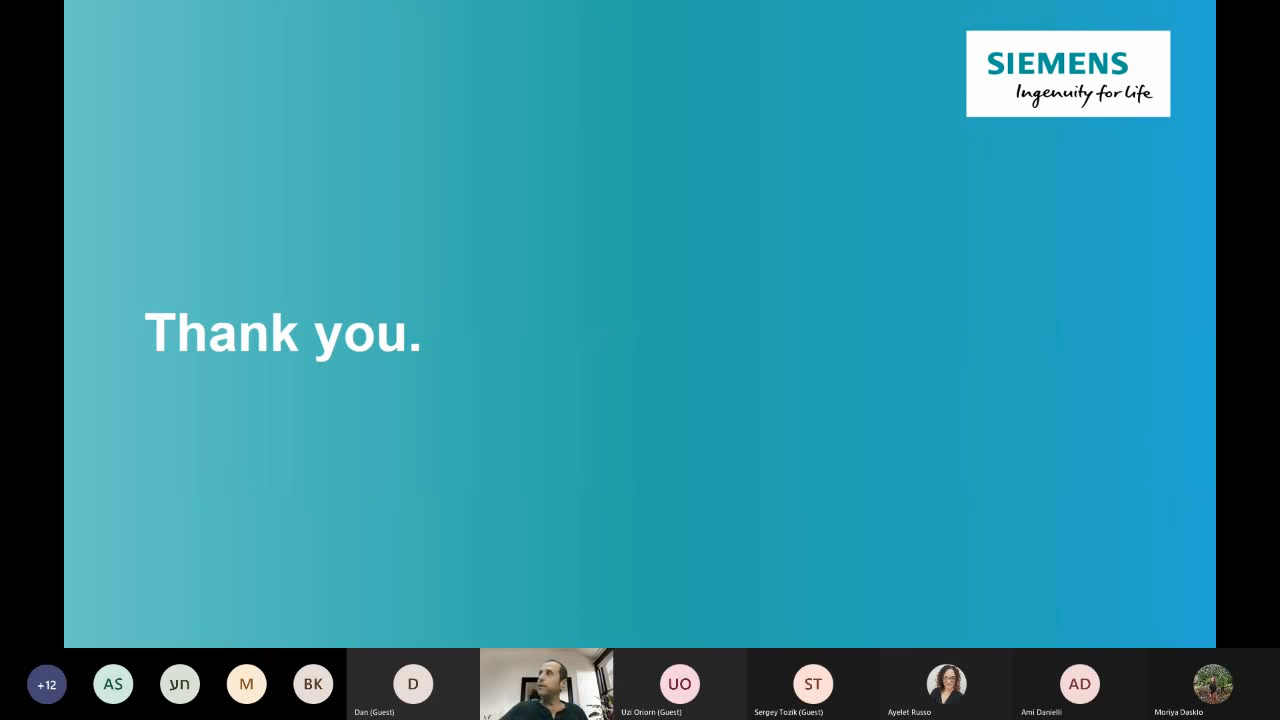 SIEMENS
Ingenuity for life
Thank you.
+12
AS
חע
M
BK
D
UO
ST
AD
Dan (Guest)
Uzi Oriorn (Guest)
Sergey Tozik (Guest)
Ayelet Russo
Ami Danielli
Moriya Dasklo